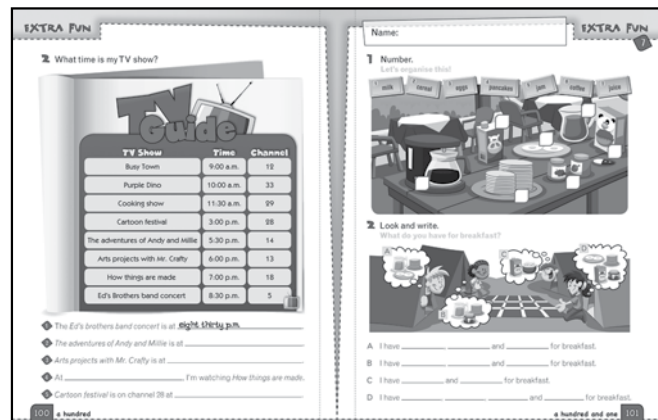 EXTRA FUN
2 What time is my TV show?
TV Guide
TV Show Time Channel
Busy Town 9:00 a.m. 12
Purple Dino 10:00 a.m. 33
Cooking show 11:30 a.m. 29
Cartoon festival 3:00 p.m. 28
The adventures of Andy and Millie 5:30 p.m. 14
Arts projects with Mr. Crafty 6:00 p.m. 13
How things are made 7:00 p.m. 18
Ed's Brothers band concert 8:30 p.m. 5
1 The Ed's brothers band concert is at eight thirty p.m.
2 The adventures of Andy and Millie is at
3 Arts projects with Mr. Crafty is at
4 At I'm watching How things are made.
5 Cartoon festival is on channel 28 at
100 a hundred
EXTRA FUN
7
Name:
1 Number.
Let's organise this!
milk cereal eggs pancakes jam coffee juice
2 Look and write.
What do you have for breakfast?
A C D
B
A I have and for breakfast.
B I have and for breakfast.
C I have and for breakfast.
D I have and for breakfast.
a hundred and one 101